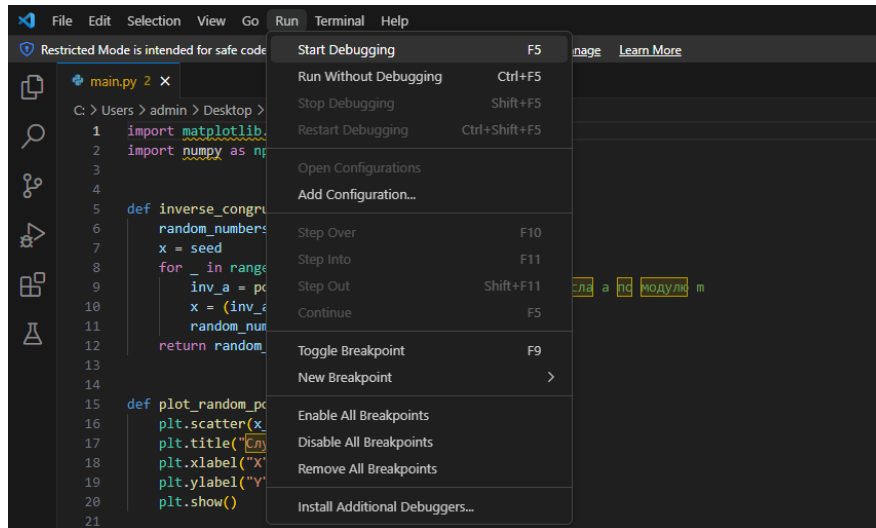 File Edit Selection View Go Run Terminal Help
Restricted Mode is intended for safe code
nage Learn More
main.py 2
C: > Users > admin > Desktop >
1 import matplotlib.
2 import numpy as np
3
4
5 def inverse_congru
6 random_numbers
7 x = seed
8 for _ in range
9 inv_a = po
сла a по модулю m
10 x = (inv_a
11 random_num
12 return random_
13
14
15 def plot_random_po
16 plt.scatter(x_
17 plt.title("Слу
18 plt.xlabel("X"
19 plt.ylabel("Y"
20 plt.show()
21
Start Debugging F5
Run Without Debugging Ctrl+F5
Stop Debugging Shift+F5
Restart Debugging Ctrl+Shift+F5
Open Configurations
Add Configuration...
Step Over F10
Step Into F11
Step Out Shift+F11
Continue F5
Toggle Breakpoint F9
New Breakpoint
Enable All Breakpoints
Disable All Breakpoints
Remove All Breakpoints
Install Additional Debuggers...